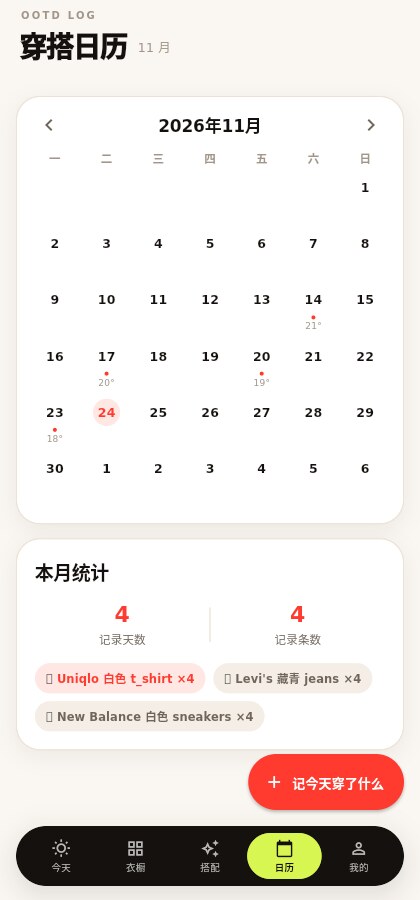 OOTD LOG
穿搭日历 11 月
2026年11月
一 二 三 四 五 六 日
1
2 3 4 5 6 7 8
9 10 11 12 13 14 15
21°
16 17 18 19 20 21 22
20° 19°
23 24 25 26 27 28 29
18°
30 1 2 3 4 5 6
本月统计
4 4
记录天数 记录条数
Uniqlo 白色 t_shirt ×4 Levi's 藏青 jeans ×4
New Balance 白色 sneakers ×4
+ 记今天穿了什么
今天 衣橱 搭配 日历 我的